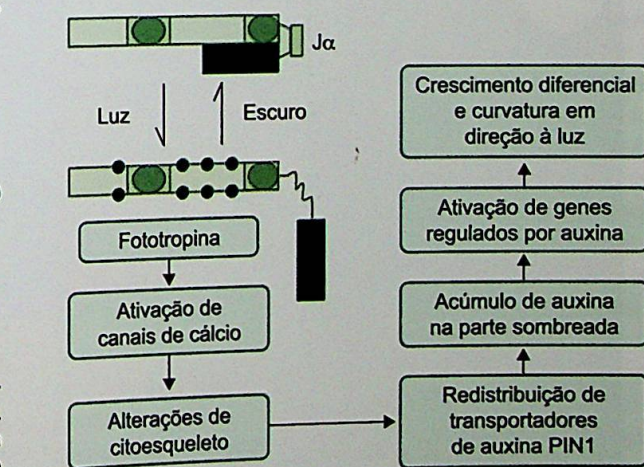 Jα
Luz
Escuro
Fototropina
Ativação de
canais de cálcio
Alterações de
citoesqueleto
Redistribuição de
transportadores
de auxina PIN1
Acúmulo de auxina
na parte sombreada
Ativação de genes
regulados por auxina
Crescimento diferencial
e curvatura em
direção à luz